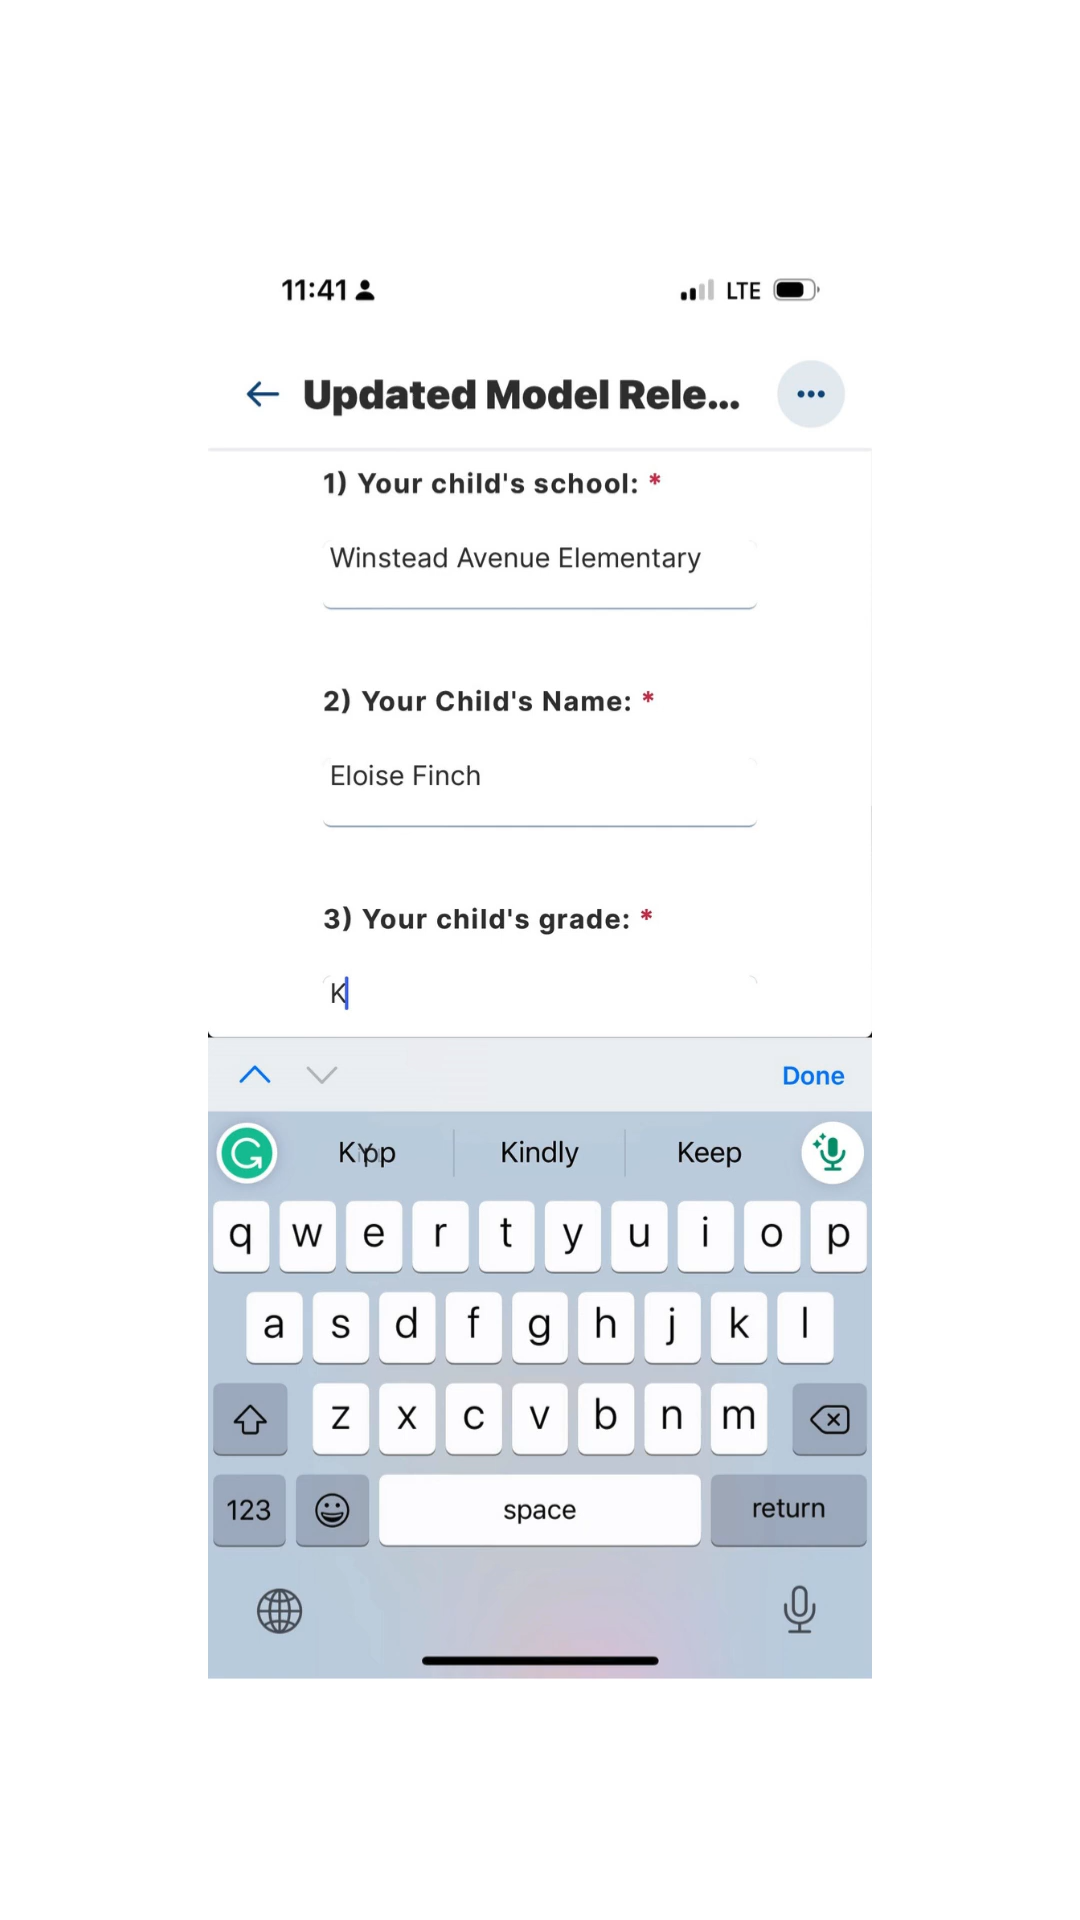 11:41 LTE
Updated Model Rele...
1) Your child's school: *
Winstead Avenue Elementary
2) Your Child's Name: *
Eloise Finch
3) Your child's grade: *
K
Done
Kindly Keep
q w e r t y u i o p
a s d f g h j k l
z x c v b n m
123 space return